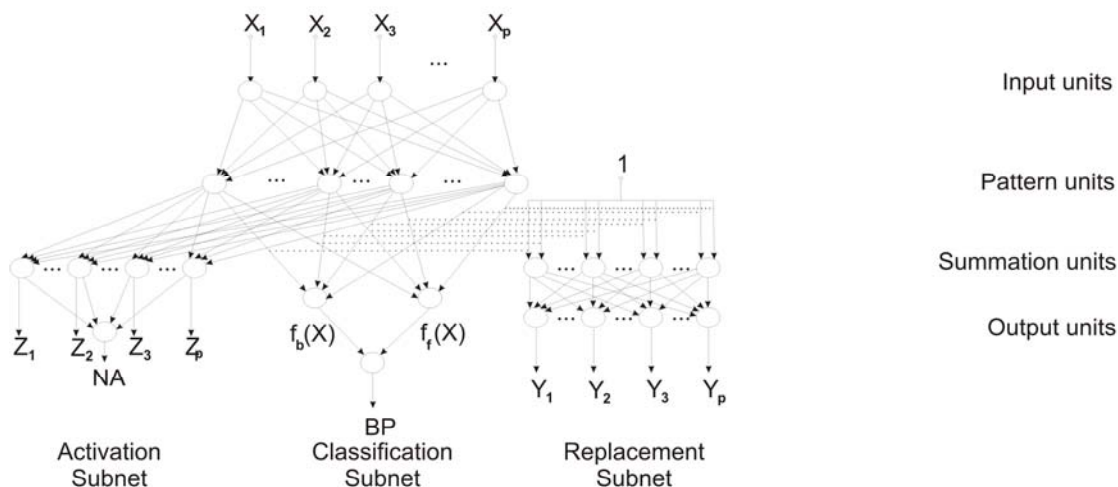 X1 X2 X3 ... Xp
Input units
1
... ... ...
Pattern units
... ... ... ... ... ...
Summation units
fb(X) ff(X)
... ... ...
Output units
Z1 Z2 Z3 Zp
NA
Y1 Y2 Y3 Yp
BP
Activation Subnet
Classification Subnet
Replacement Subnet